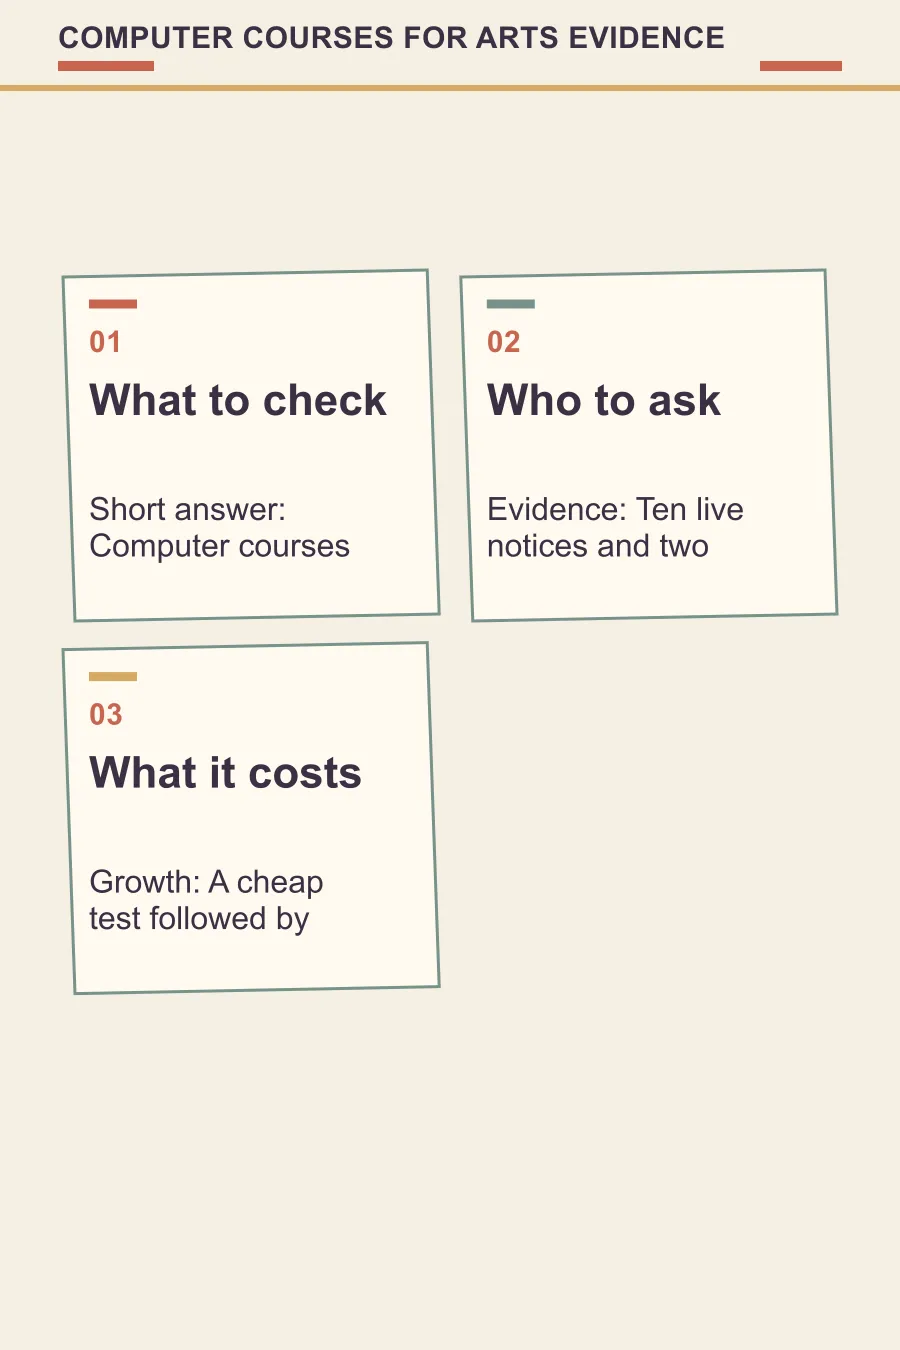 COMPUTER COURSES FOR ARTS EVIDENCE
01
What to check
Short answer:
Computer courses
02
Who to ask
Evidence: Ten live
notices and two
03
What it costs
Growth: A cheap
test followed by